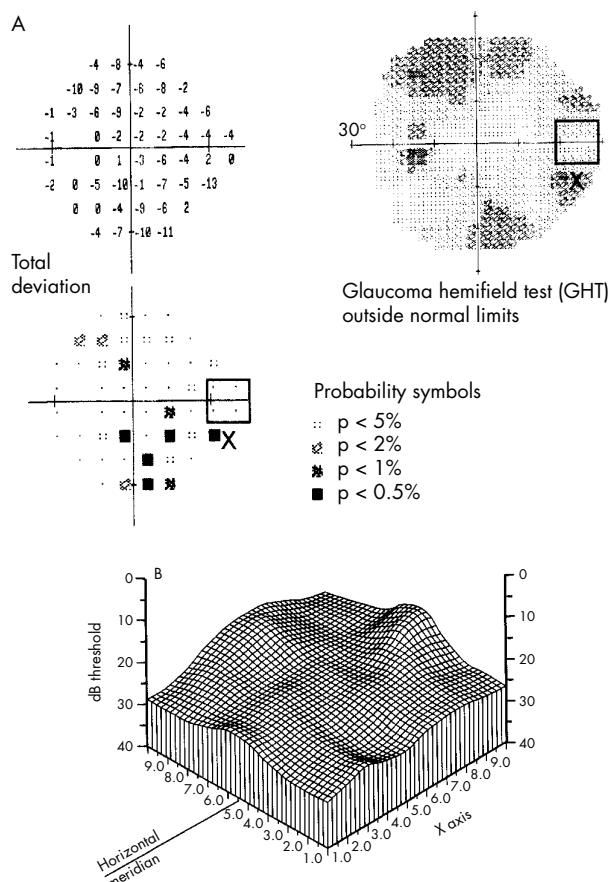 A
-4 -8 -4 -6
-10 -9 -7 -6 -8 -2
-1 -3 -6 -9 -2 -2 -4 -6
-1 0 -2 -2 -2 -4 -4 -4
-1 0 1 -3 -6 -4 2 0
-2 0 -5 -10 -1 -7 -5 -13
0 0 -4 -9 -6 2
-4 -7 -10 -11
30°
X
Total
deviation
Glaucoma hemifield test (GHT)
outside normal limits
X
Probability symbols
p < 5%
p < 2%
p < 1%
p < 0.5%
B
0
10
20
30
40
dB threshold
0
10
20
30
40
9.0
8.0
7.0
6.0
5.0
4.0
3.0
2.0
1.0
1.0
2.0
3.0
4.0
5.0
6.0
7.0
8.0
9.0
X axis
Horizontal